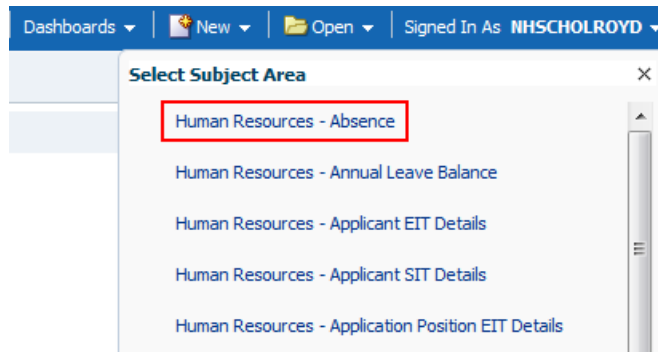 Dashboards New Open Signed In As NHSCHOLROYD
Select Subject Area
Human Resources - Absence
Human Resources - Annual Leave Balance
Human Resources - Applicant EIT Details
Human Resources - Applicant SIT Details
Human Resources - Application Position EIT Details